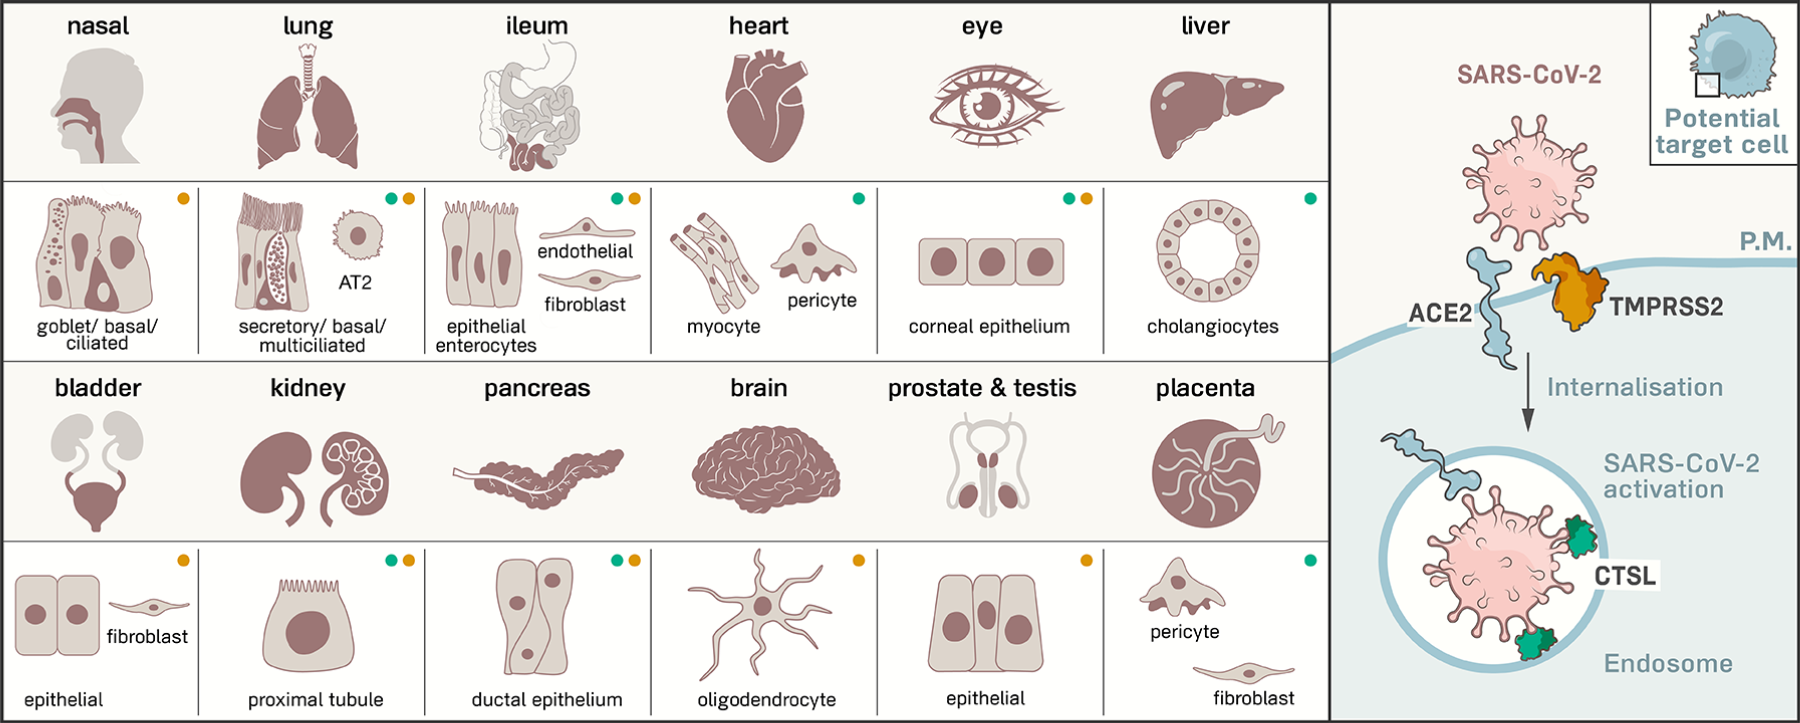 nasal
lung
ileum
heart
eye
liver
AT2
endothelial
fibroblast
pericyte
goblet/ basal/
ciliated
secretory/ basal/
multiciliated
epithelial
enterocytes
myocyte
corneal epithelium
cholangiocytes
bladder
kidney
pancreas
brain
prostate & testis
placenta
fibroblast
epithelial
proximal tubule
ductal epithelium
oligodendrocyte
epithelial
pericyte
fibroblast
SARS-CoV-2
Potential
target cell
P.M.
ACE2
TMPRSS2
Internalisation
SARS-CoV-2
activation
CTSL
Endosome